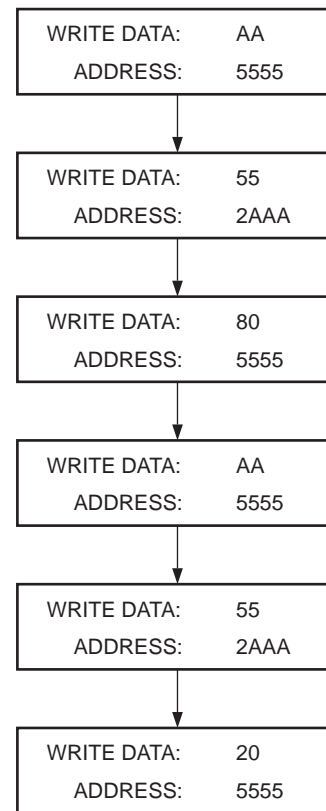 WRITE DATA: AA
ADDRESS: 5555
WRITE DATA: 55
ADDRESS: 2AAA
WRITE DATA: 80
ADDRESS: 5555
WRITE DATA: AA
ADDRESS: 5555
WRITE DATA: 55
ADDRESS: 2AAA
WRITE DATA: 20
ADDRESS: 5555